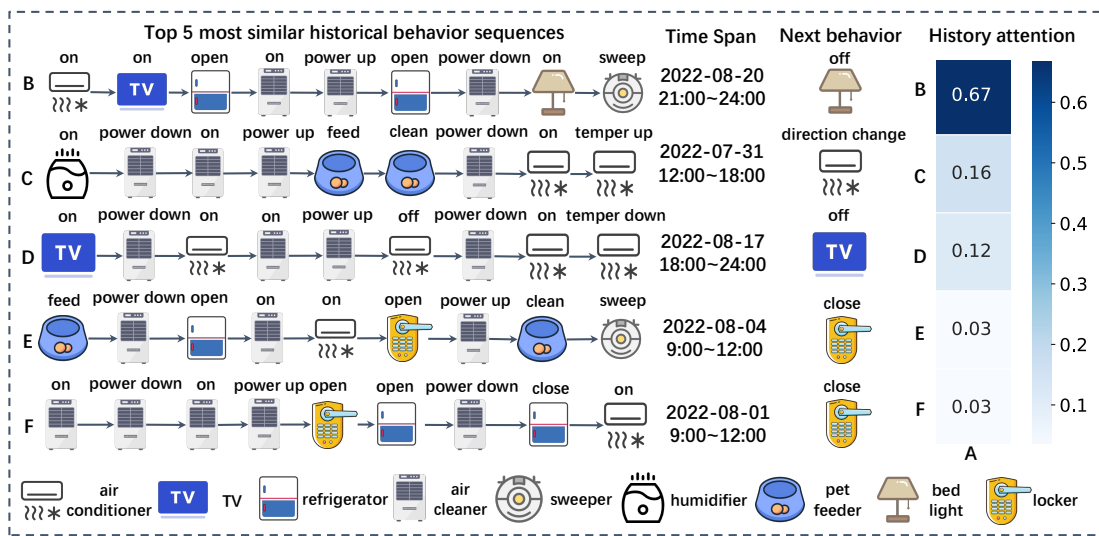 Top 5 most similar historical behavior sequences Time Span Next behavior History attention
on on open on power up open power down on sweep
B TV 2022-08-20 21:00~24:00 off B 0.67
on power down on power up feed clean power down on temper up
C 2022-07-31 12:00~18:00 direction change C 0.16
on power down on on power up off power down on temper down
D TV 2022-08-17 18:00~24:00 off TV D 0.12
feed power down open on on open power up clean sweep
E 2022-08-04 9:00~12:00 close E 0.03
on power down on power up open open power down close on
F 2022-08-01 9:00~12:00 close F 0.03
A
0.6
0.5
0.4
0.3
0.2
0.1
air conditioner TV TV refrigerator air cleaner sweeper humidifier pet feeder bed light locker